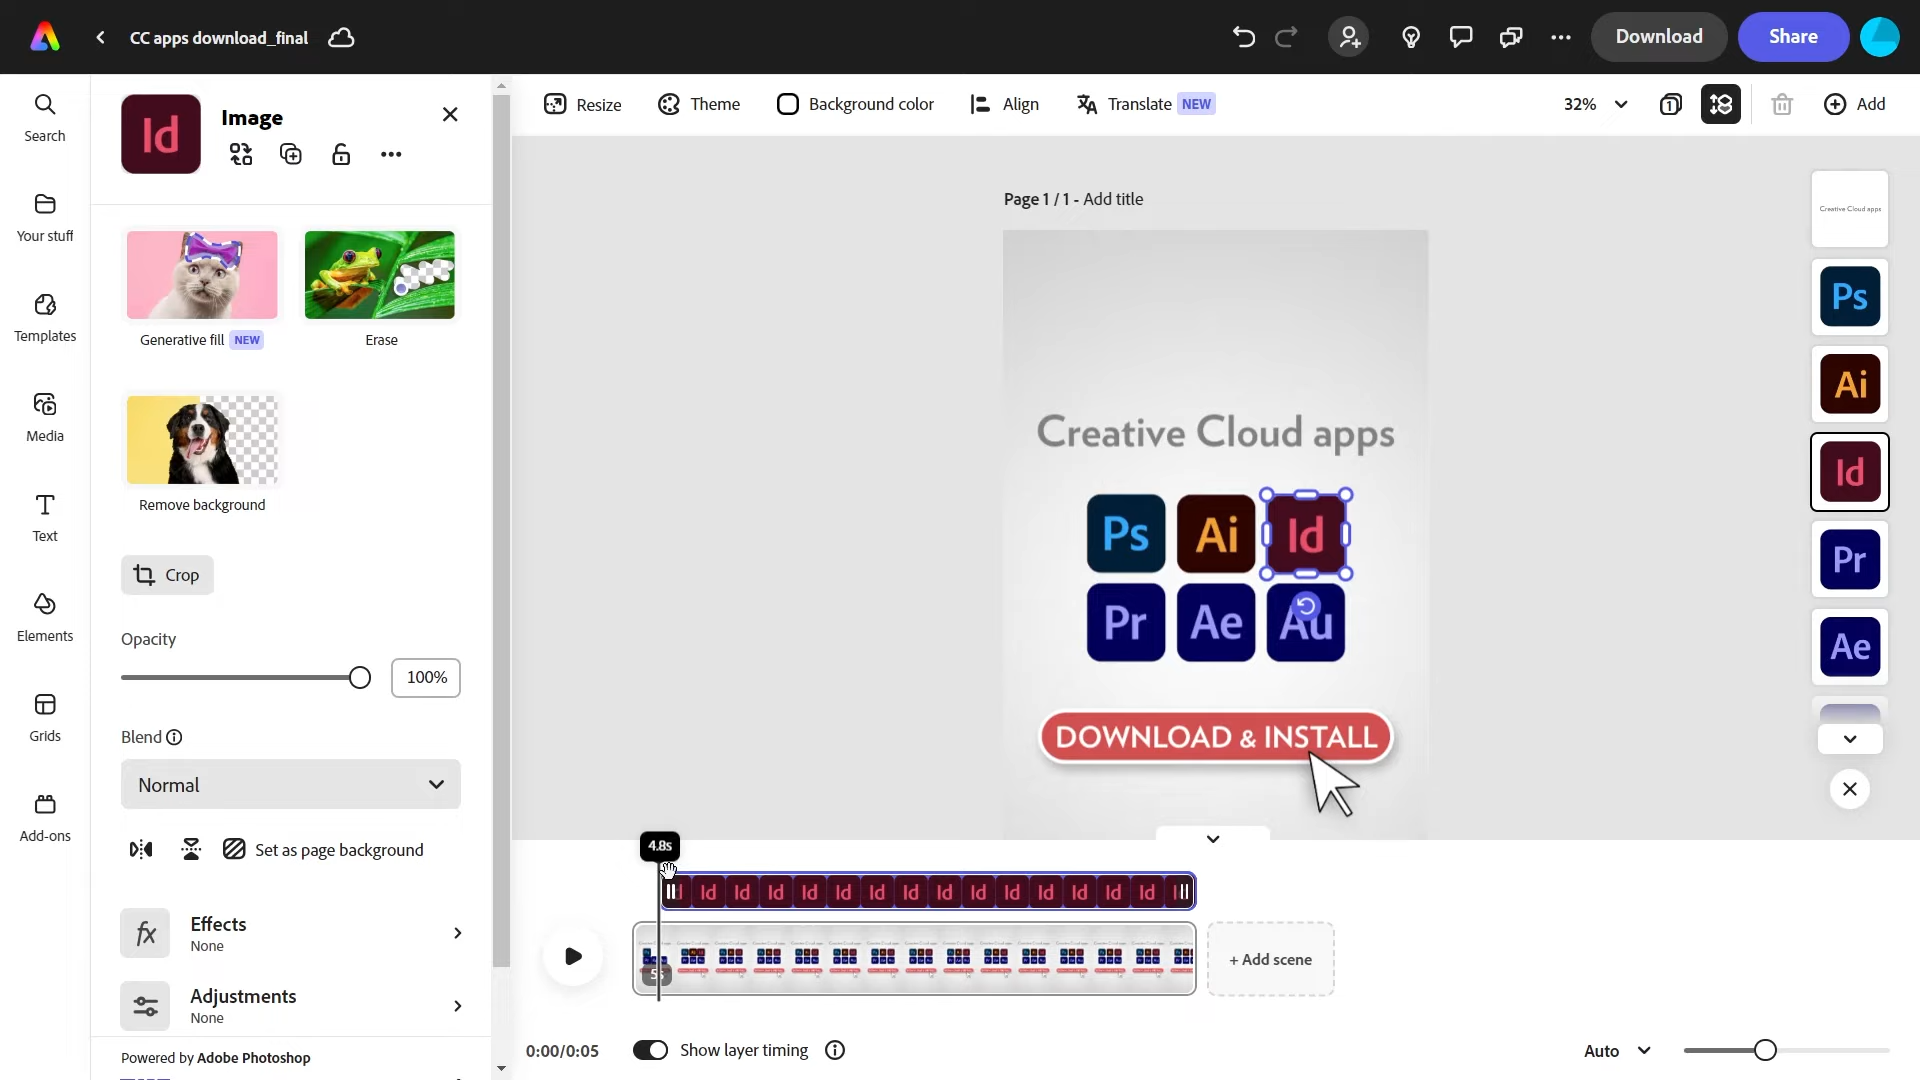 CC apps download_final
Download
Share
Search
Your stuff
Templates
Media
Text
Elements
Grids
Add-ons
Id
Image
Generative fill NEW
Erase
Remove background
Crop
Opacity
100%
Blend
Normal
Set as page background
fx
Effects
None
Adjustments
None
Powered by Adobe Photoshop
Resize
Theme
Background color
Align
Translate NEW
32%
1
Add
Page 1 / 1 - Add title
Creative Cloud apps
Ps Ai Id
Pr Ae Au
DOWNLOAD & INSTALL
Creative Cloud apps
Ps
Ai
Id
Pr
Ae
4.8s
Id Id Id Id Id Id Id Id Id Id Id Id Id Id
+ Add scene
0:00/0:05
Show layer timing
Auto